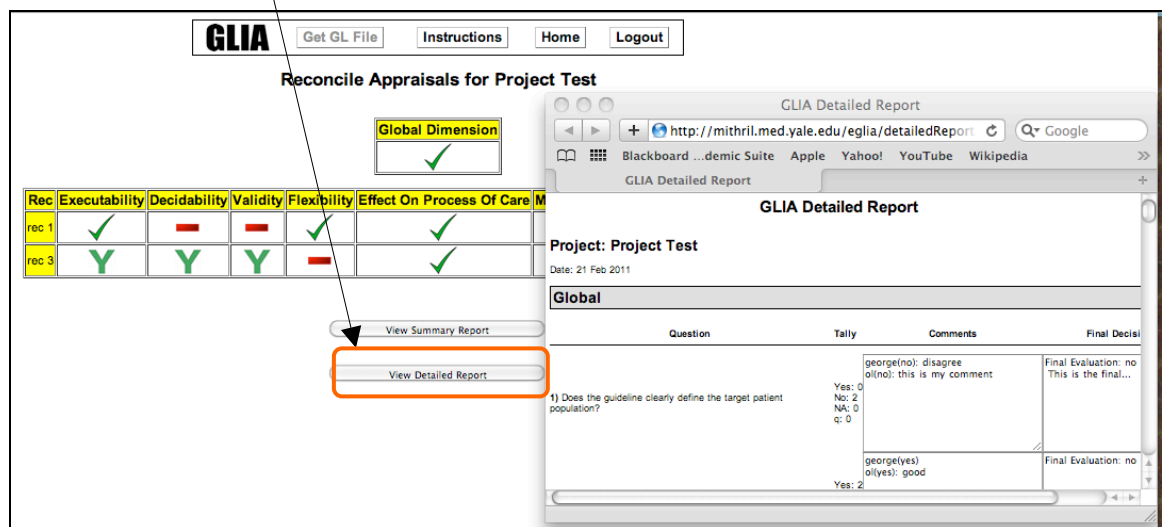 GLIA
Get GL File
Instructions
Home
Logout
Reconcile Appraisals for Project Test
Global Dimension
Rec Executability Decidability Validity Flexibility Effect On Process Of Care M
rec 1
rec 3 Y Y Y
View Summary Report
View Detailed Report
GLIA Detailed Report
http://mithril.med.yale.edu/eglia/detailedReport
Google
Blackboard ...demic Suite Apple Yahoo! YouTube Wikipedia
GLIA Detailed Report
GLIA Detailed Report
Project: Project Test
Date: 21 Feb 2011
Global
Question Tally Comments Final Decisi
1) Does the guideline clearly define the target patient
population?
Yes: 0
No: 2
NA: 0
q: 0
george(no): disagree
ol(no): this is my comment
Final Evaluation: no
This is the final...
Yes: 2
george(yes)
ol(yes): good
Final Evaluation: no